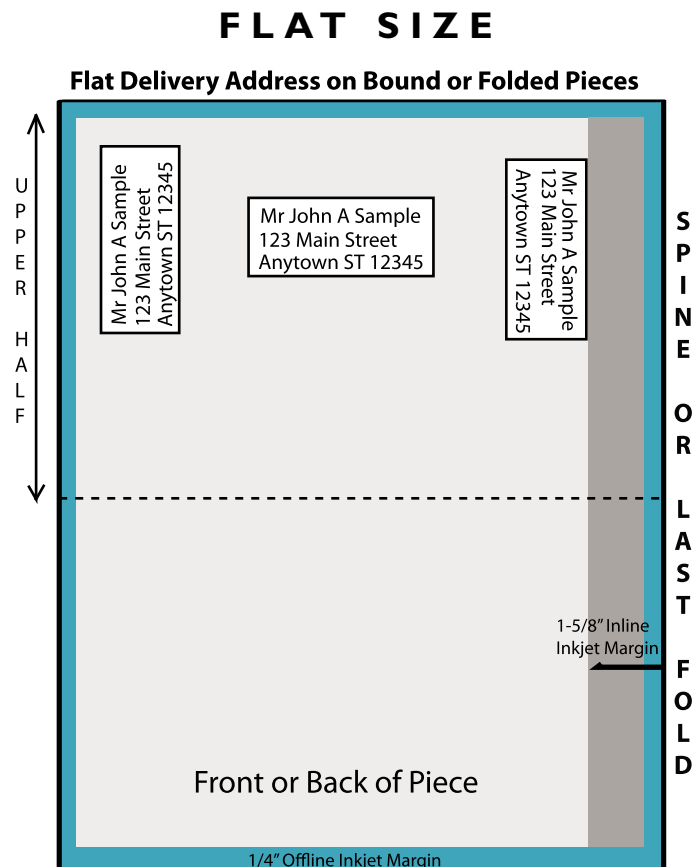 FLAT SIZE
Flat Delivery Address on Bound or Folded Pieces
UPPER HALF
Mr John A Sample
123 Main Street
Anytown ST 12345
Mr John A Sample
123 Main Street
Anytown ST 12345
Mr John A Sample
123 Main Street
Anytown ST 12345
SPINE OR LAST FOLD
1-5/8” Inline
Inkjet Margin
Front or Back of Piece
1/4” Offline Inkjet Margin